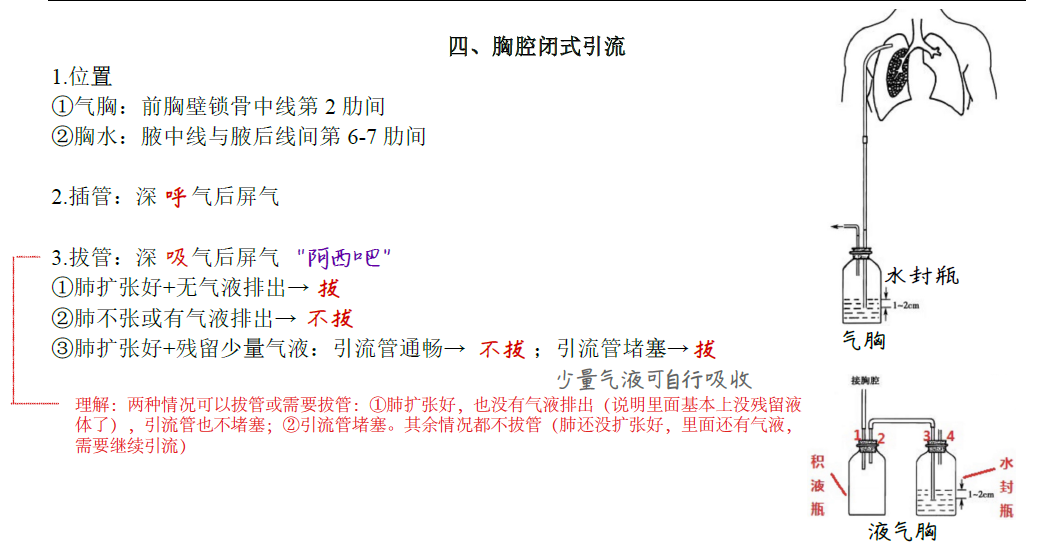 四、胸腔闭式引流
1.位置
①气胸：前胸壁锁骨中线第 2 肋间
②胸水：腋中线与腋后线间第 6-7 肋间
2.插管：深 呼 气后屏气
3.拔管：深 吸 气后屏气 "阿西吧"
①肺扩张好+无气液排出→ 拔
②肺不张或有气液排出→ 不拔
③肺扩张好+残留少量气液：引流管通畅→ 不拔 ；引流管堵塞→ 拔
少量气液可自行吸收
理解：两种情况可以拔管或需要拔管：①肺扩张好，也没有气液排出（说明里面基本上没残留液
体了），引流管也不堵塞；②引流管堵塞。其余情况都不拔管（肺还没扩张好，里面还有气液，
需要继续引流）
水封瓶
1~2cm
气胸
接胸腔
1 2 3 4
积液瓶
水封瓶
1~2cm
液气胸